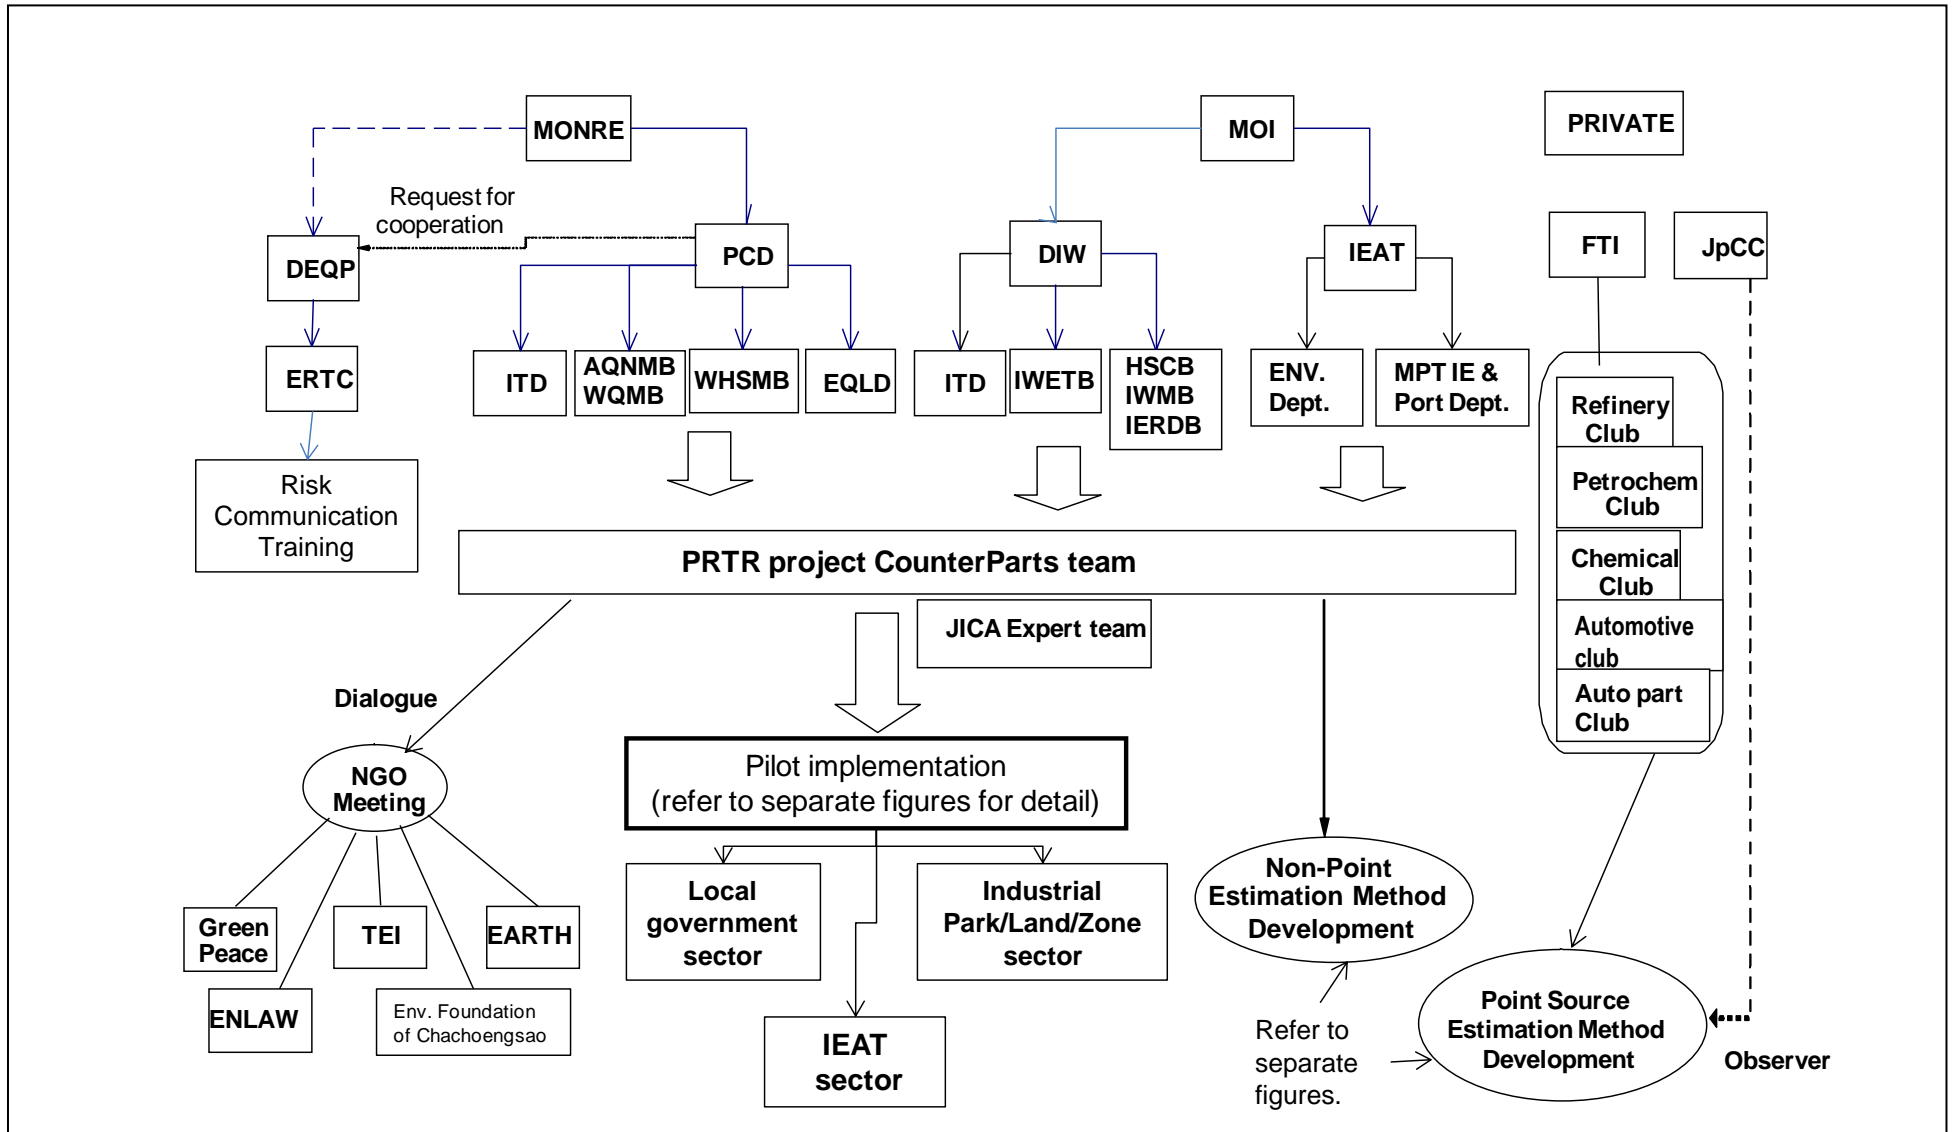 MONRE
MOI
PRIVATE
Request for
cooperation
DEQP
PCD
DIW
IEAT
FTI
JpCC
ERTC
ITD
AQNMB
WQMB
WHSMB
EQLD
ITD
IWETB
HSCB
IWMB
IERDB
ENV.
Dept.
MPT IE &
Port Dept.
Refinery
Club
Petrochem
Club
Chemical
Club
Automotive
club
Auto part
Club
Risk
Communication
Training
PRTR project CounterParts team
JICA Expert team
Dialogue
NGO
Meeting
Pilot implementation
(refer to separate figures for detail)
Green
Peace
TEI
EARTH
ENLAW
Env. Foundation
of Chachoengsao
Local
government
sector
Industrial
Park/Land/Zone
sector
IEAT
sector
Non-Point
Estimation Method
Development
Point Source
Estimation Method
Development
Refer to
separate
figures.
Observer